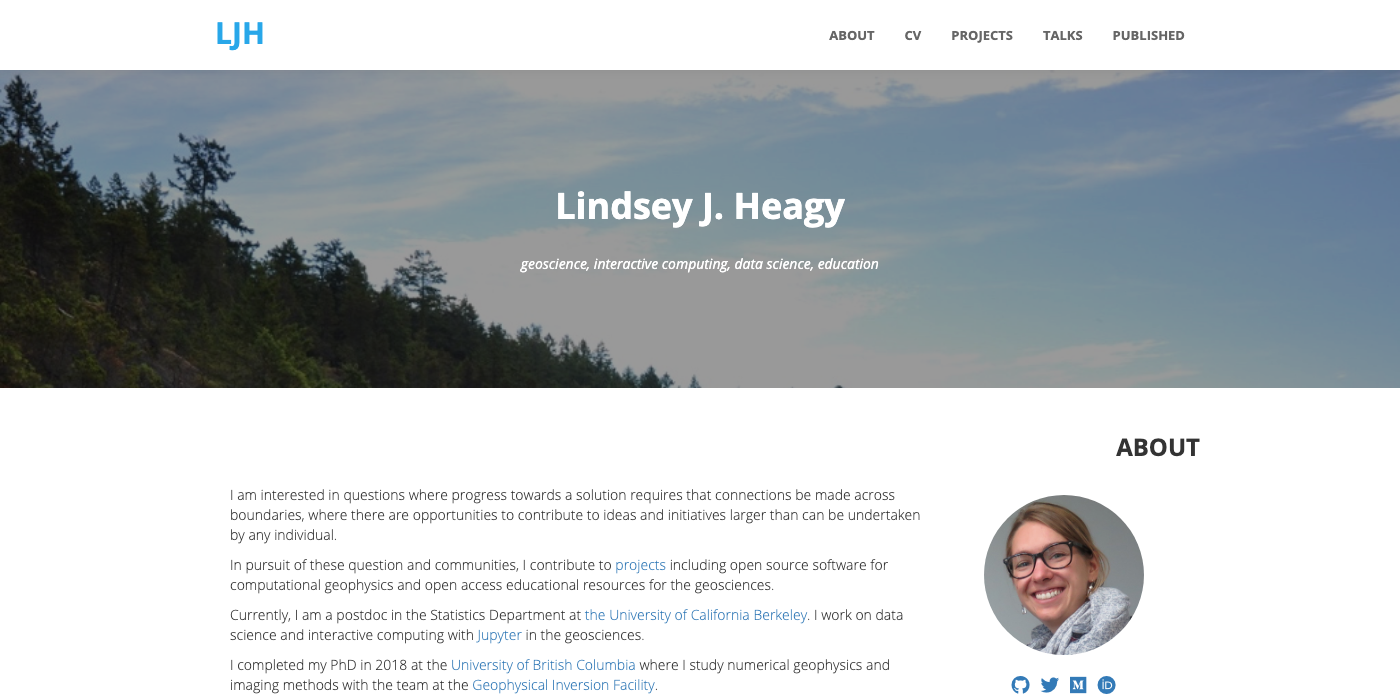 LJH
ABOUT CV PROJECTS TALKS PUBLISHED
Lindsey J. Heagy
geoscience, interactive computing, data science, education
ABOUT
I am interested in questions where progress towards a solution requires that connections be made across
boundaries, where there are opportunities to contribute to ideas and initiatives larger than can be undertaken
by any individual.
In pursuit of these question and communities, I contribute to projects including open source software for
computational geophysics and open access educational resources for the geosciences.
Currently, I am a postdoc in the Statistics Department at the University of California Berkeley. I work on data
science and interactive computing with Jupyter in the geosciences.
I completed my PhD in 2018 at the University of British Columbia where I study numerical geophysics and
imaging methods with the team at the Geophysical Inversion Facility.
M iD